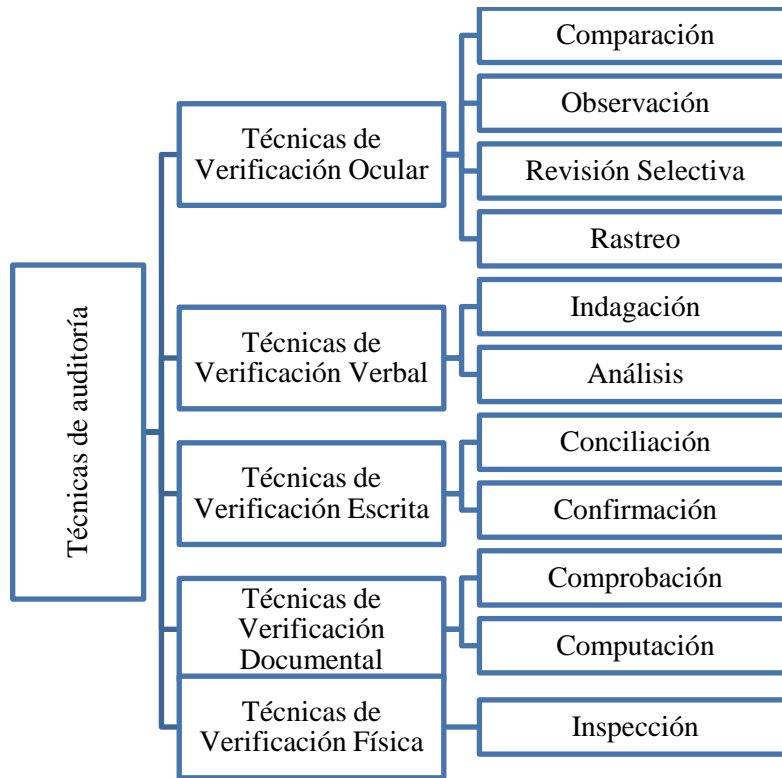 Técnicas de auditoría
Técnicas de
Verificación Ocular
Comparación
Observación
Revisión Selectiva
Rastreo
Técnicas de
Verificación Verbal
Indagación
Análisis
Técnicas de
Verificación Escrita
Conciliación
Confirmación
Técnicas de
Verificación
Documental
Comprobación
Computación
Técnicas de
Verificación Física
Inspección